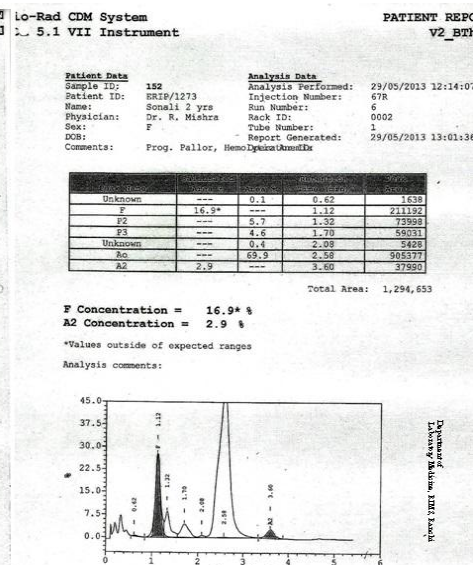 io-Rad CDM System PATIENT REPO
5.1 VII Instrument V2_BTh
Patient Data Analysis Data
Sample ID: 152 Analysis Performed: 29/05/2013 12:14:07
Patient ID: ERIP/1273 Injection Number: 67R
Name: Sonali 2 yrs Run Number: 6
Physician: Dr. R. Mishra Rack ID: 0002
Sex: F Tube Number: 1
DOB: Report Generated: 29/05/2013 13:01:36
Comments: Prog. Pallor,
Unknown --- 0.1 0.62 1638
F 16.9* --- 1.12 211192
P2 --- 5.7 1.32 73998
P3 --- 4.6 1.70 59031
Unknown --- 0.4 2.08 5428
Ao --- 69.9 2.58 905377
A2 2.9 --- 3.60 37990
Total Area: 1,294,653
F Concentration = 16.9* %
A2 Concentration = 2.9 %
*Values outside of expected ranges
Analysis comments:
45.0
37.5
30.0
22.5
15.0
7.5
0.0
%
0.62
F 1.12
1.32
1.70
2.08
2.58
A2 3.60
0 1 2 3 4 5 6
Department of
Laboratory Medicine, RIMS, Ranchi